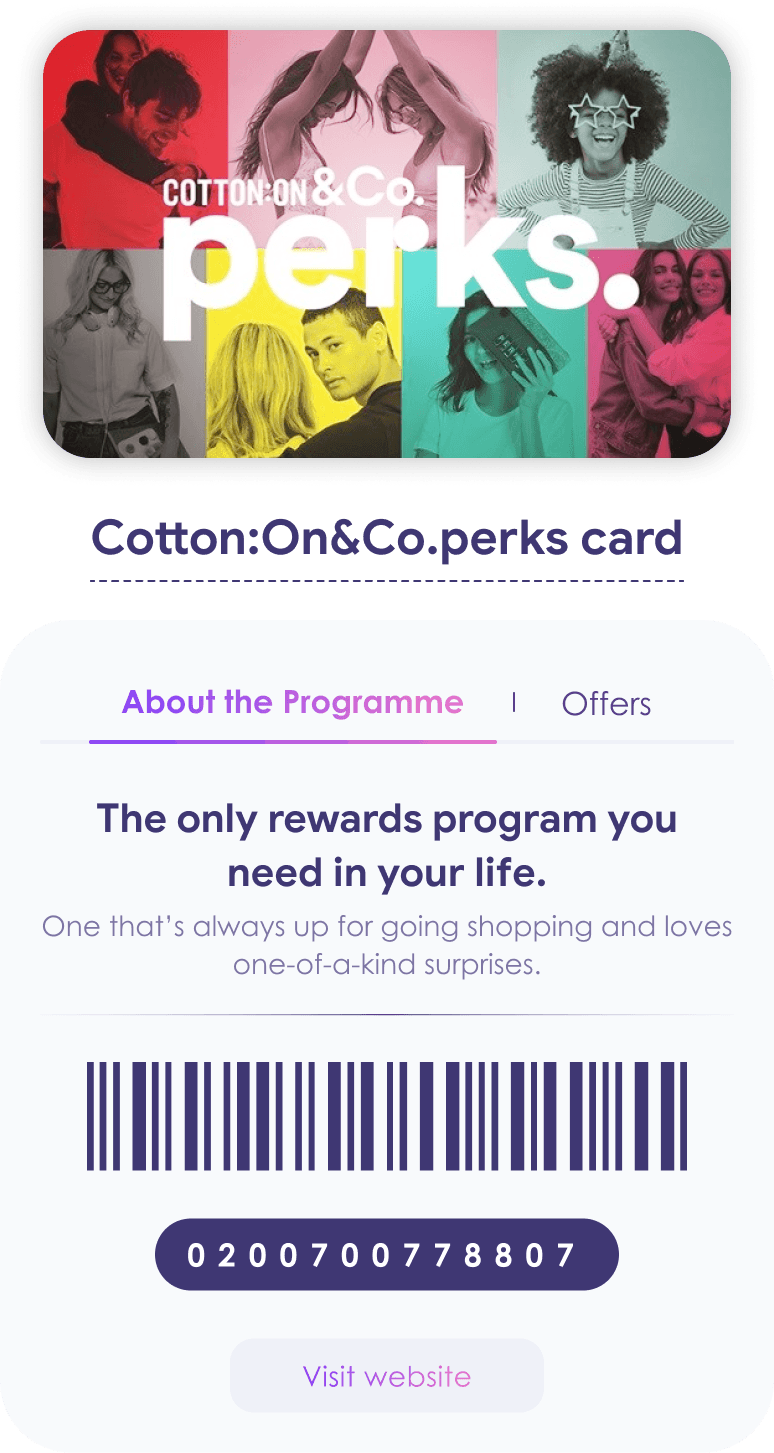 COTTON:ON&Co.
perks.
Cotton:On&Co.perks card
About the Programme | Offers
The only rewards program you
need in your life.
One that’s always up for going shopping and loves
one-of-a-kind surprises.
0200700778807
Visit website